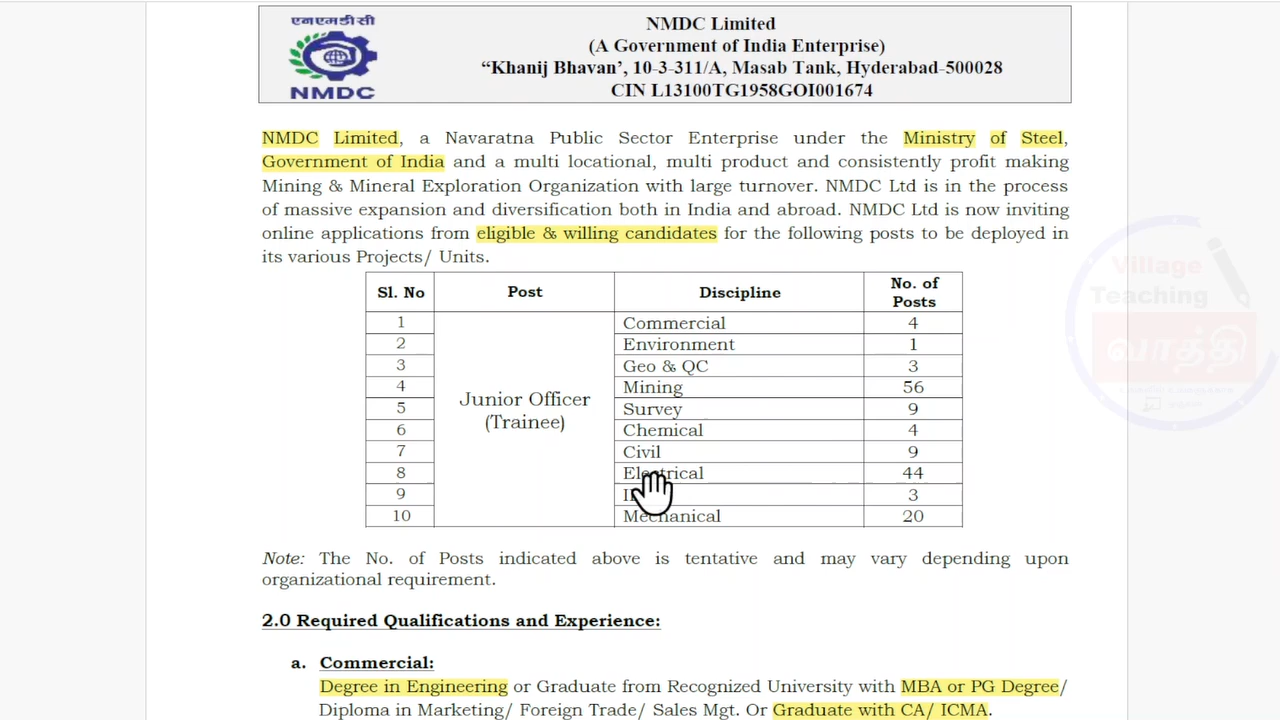 एनएमडीसी
NMDC
NMDC Limited
(A Government of India Enterprise)
“Khanij Bhavan’, 10-3-311/A, Masab Tank, Hyderabad-500028
CIN L13100TG1958GOI001674
NMDC Limited, a Navaratna Public Sector Enterprise under the Ministry of Steel,
Government of India and a multi locational, multi product and consistently profit making
Mining & Mineral Exploration Organization with large turnover. NMDC Ltd is in the process
of massive expansion and diversification both in India and abroad. NMDC Ltd is now inviting
online applications from eligible & willing candidates for the following posts to be deployed in
its various Projects/ Units.
Sl. No Post Discipline No. of Posts
1 Commercial 4
2 Environment 1
3 Geo & QC 3
4 Mining 56
5 Survey 9
6 Chemical 4
7 Civil 9
8 Electrical 44
9 3
10 Mechanical 20
Junior Officer
(Trainee)
Note: The No. of Posts indicated above is tentative and may vary depending upon
organizational requirement.
2.0 Required Qualifications and Experience:
a. Commercial:
Degree in Engineering or Graduate from Recognized University with MBA or PG Degree/
Diploma in Marketing/ Foreign Trade/ Sales Mgt. Or Graduate with CA/ ICMA.
Village
Teaching
வாத்தி